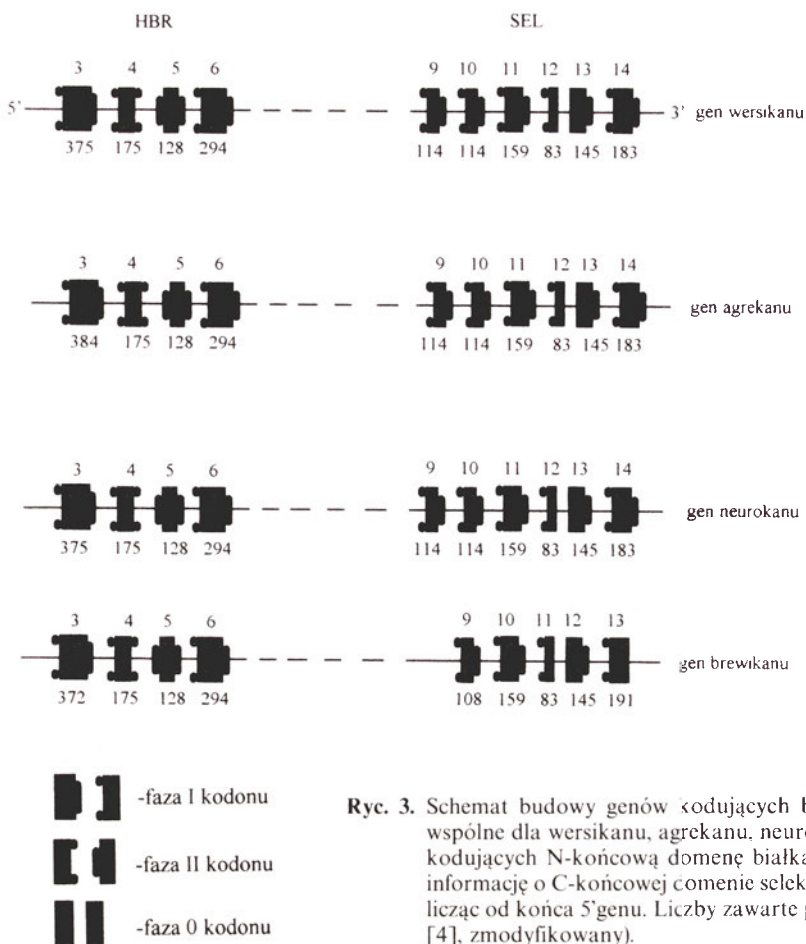 HBR SEL
3 4 5 6 9 10 11 12 13 14
5' 3' gen wersikanu
375 175 128 294 114 114 159 83 145 183
3 4 5 6 9 10 11 12 13 14
gen agrekanu
384 175 128 294 114 114 159 83 145 183
3 4 5 6 9 10 11 12 13 14
gen neurokanu
375 175 128 294 114 114 159 83 145 183
3 4 5 6 9 10 11 12 13
gen brewikanu
372 175 128 294 108 159 83 145 191
-faza I kodonu
-faza II kodonu
-faza 0 kodonu
Ryc. 3. Schemat budowy genów kodujących
wspólne dla wersikanu, agrekanu,
kodujących N-końcową domenę białka
informację o C-końcowej domenie
licząc od końca 5'genu. Liczby zawarte
[4], zmodyfikowany).